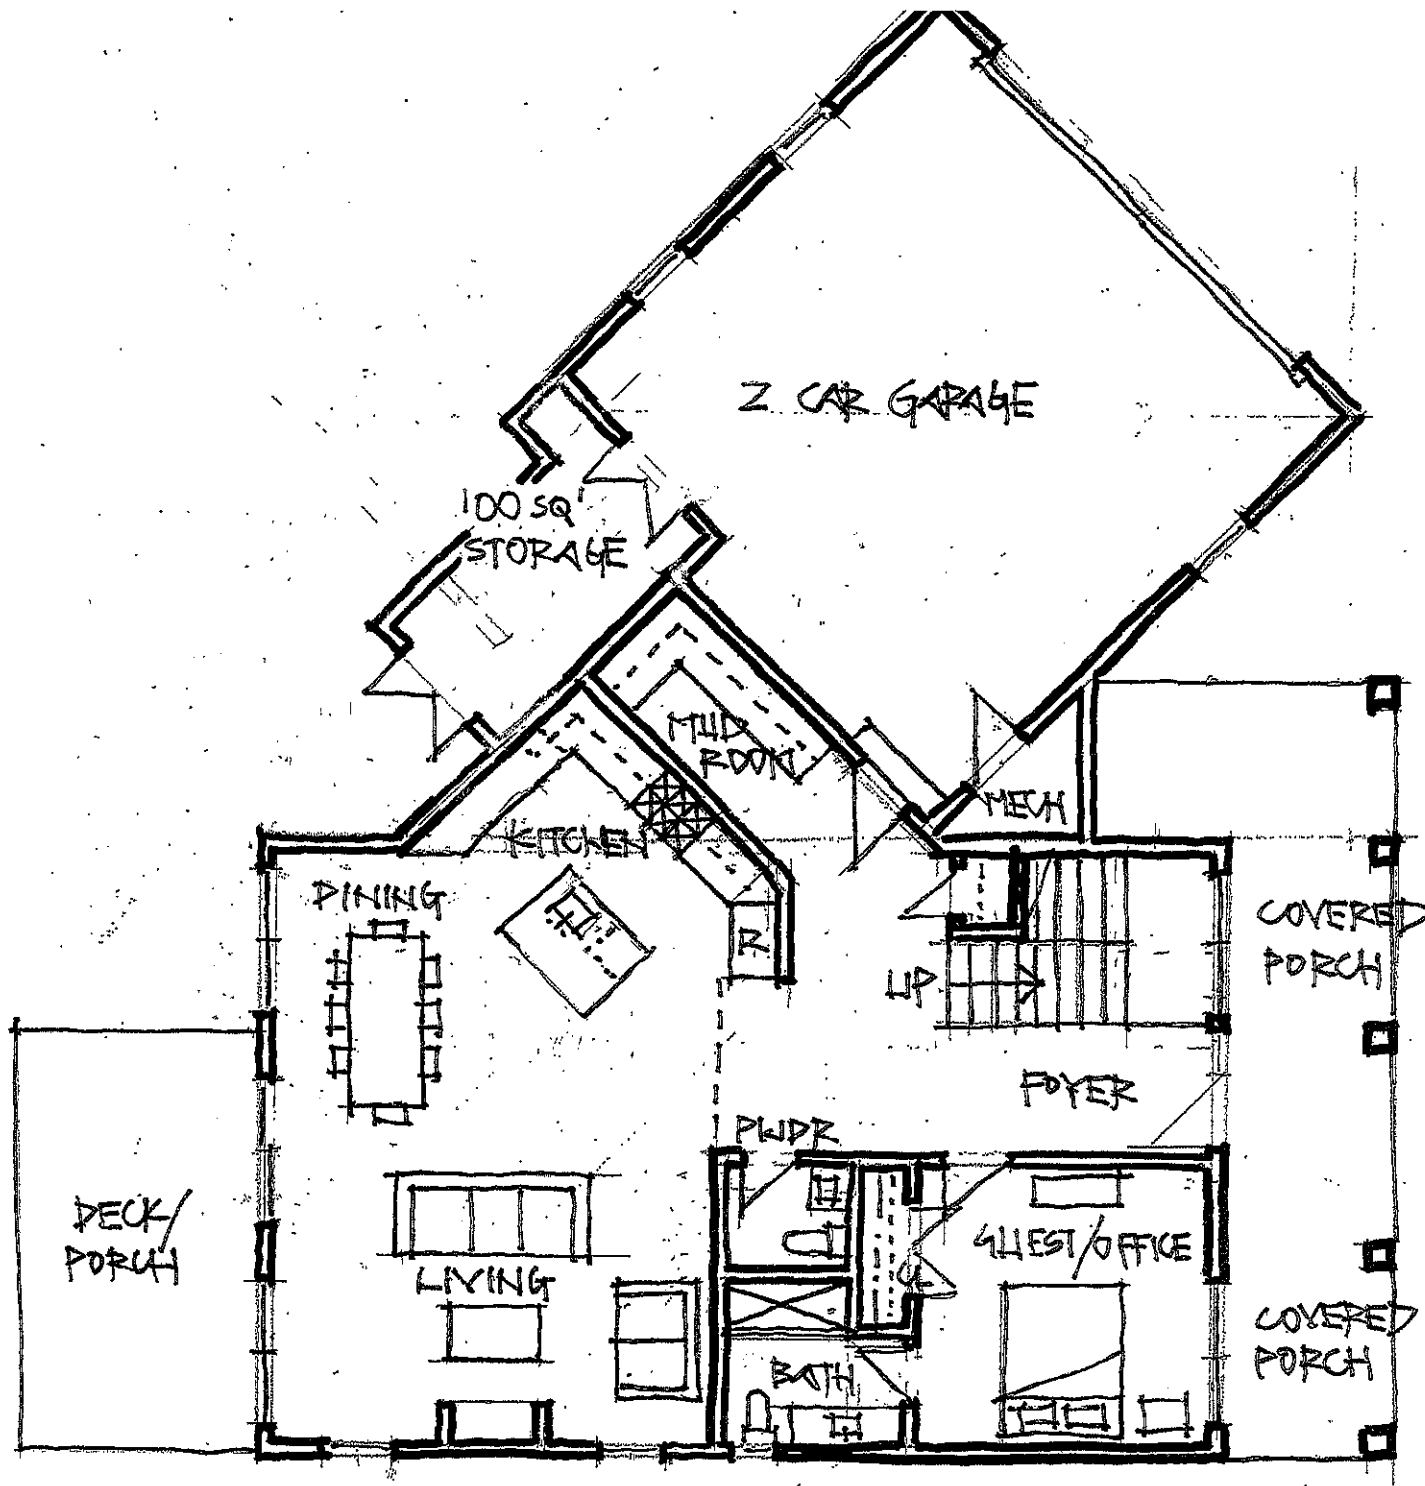 2 CAR GARAGE
100 SQ'
STORAGE
MUD
ROOM
MECH
KITCHEN
DINING
R
UP
COVERED
PORCH
FOYER
PWDR
DECK/
PORCH
LIVING
GUEST/OFFICE
CL
COVERED
PORCH
BATH